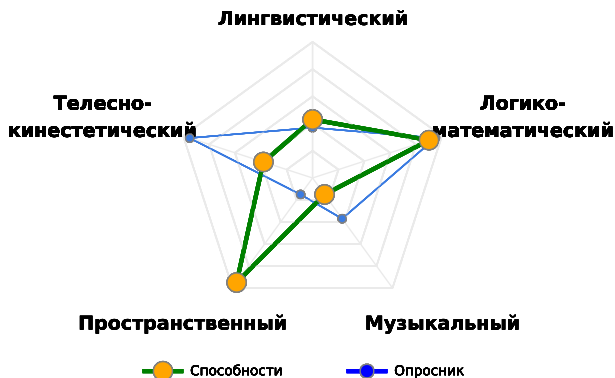 Лингвистический
Телесно-
кинестетический
Логико-
математический
Пространственный
Музыкальный
Способности
Опросник